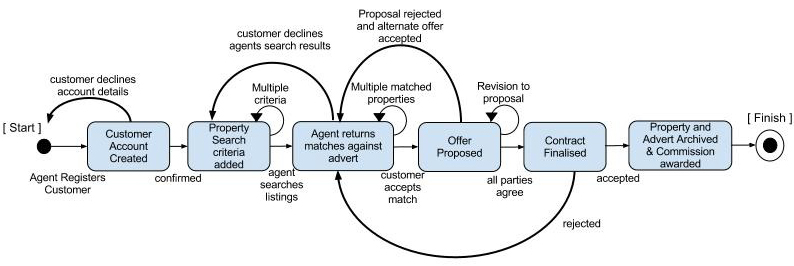 Proposal rejected
and alternate offer
accepted
customer declines
agents search results
customer declines
account details
Multiple
criteria
Multiple matched
properties
Revision to
proposal
[ Start ]
[ Finish ]
Customer
Account
Created
Property
Search
criteria
added
Agent returns
matches against
advert
Offer
Proposed
Contract
Finalised
Property and
Advert Archived
& Commission
awarded
Agent Registers
Customer
confirmed
agent
searches
listings
customer
accepts
match
all parties
agree
accepted
rejected